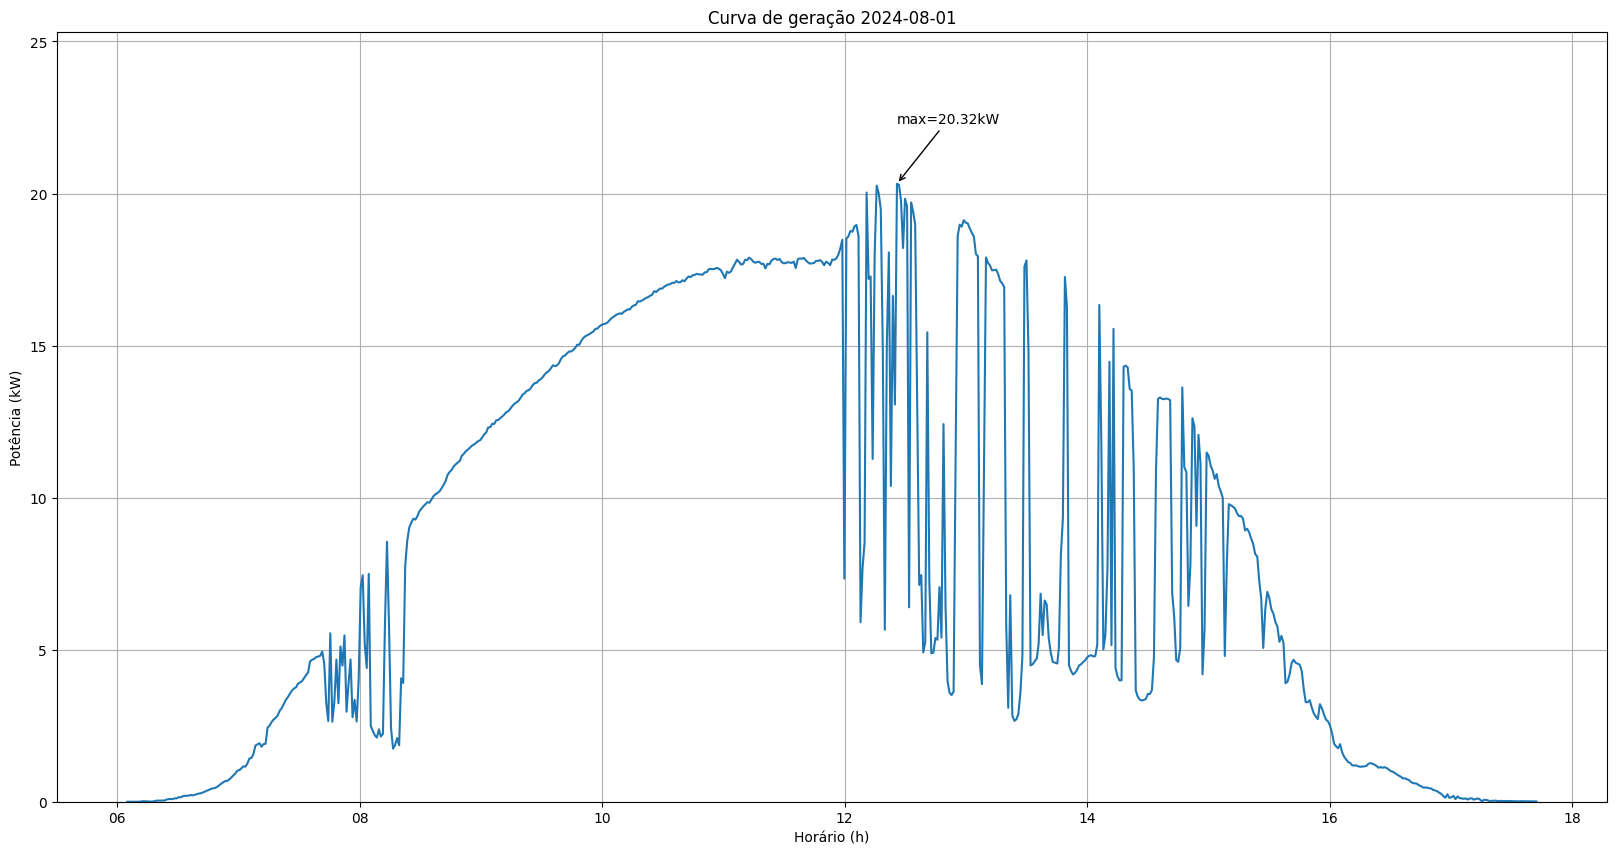 Curva de geração 2024-08-01
25
20
15
10
5
0
Potência (kW)
max=20.32kW
06 08 10 12 14 16 18
Horário (h)